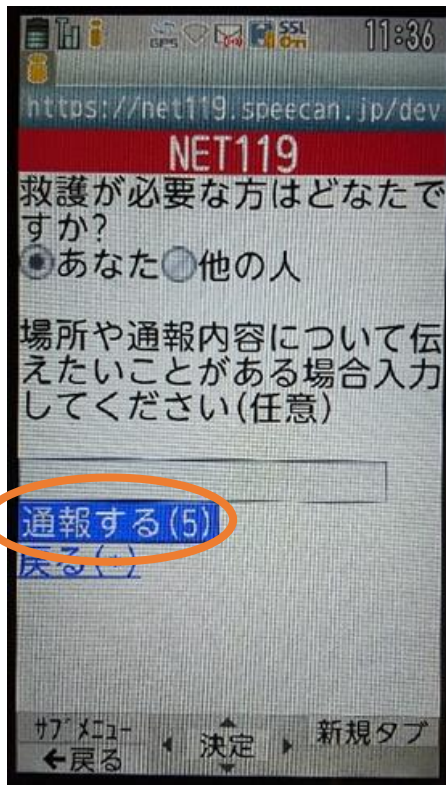 GPS SSL On 11:36
https://net119.speecan.jp/dev
NET119
救護が必要な方はどなたで
すか?
あなた 他の人
場所や通報内容について伝
えたいことがある場合入力
してください(任意)
通報する(5)
戻る(*)
サブメニュー 決定 新規タブ
←戻る